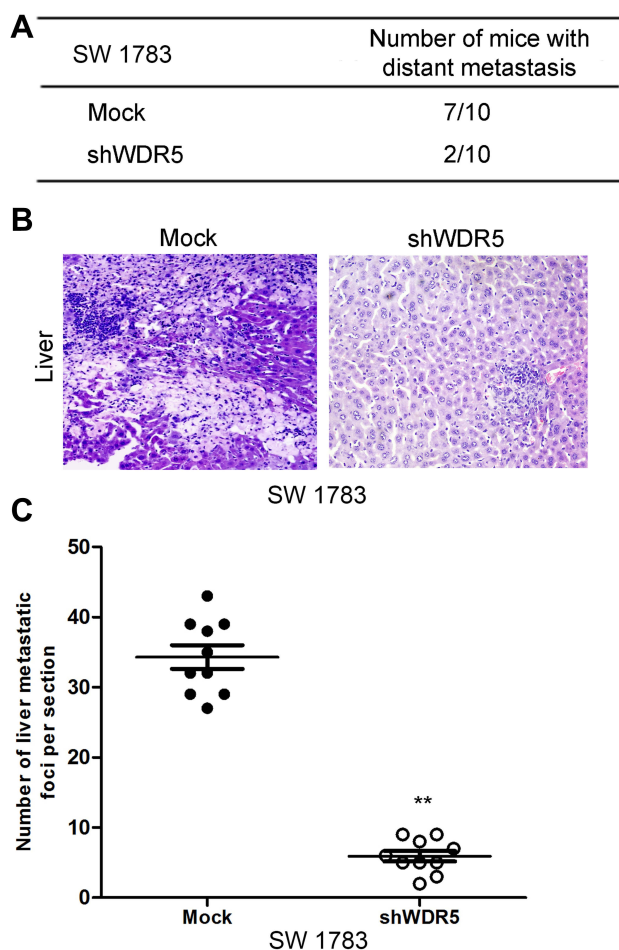 A
SW 1783
Number of mice with
distant metastasis
Mock
7/10
shWDR5
2/10
B
Mock
shWDR5
Liver
SW 1783
C
Number of liver metastatic
foci per section
50
40
30
20
10
0
**
Mock
shWDR5
SW 1783